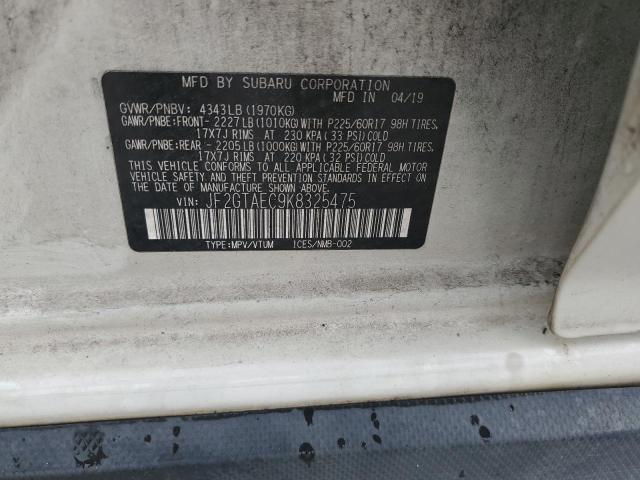 MFD BY SUBARU CORPORATION
MFD IN 04/19
GVWR/PNBV: 4343LB (1970KG)
GAWR/PNBE:FRONT- 2227LB(1010KG)WITH P225/60R17 98H TIRES,
17X7J RIMS AT 230 KPA (33 PSI)COLD
GAWR/PNBE:REAR - 2205LB(1000KG)WITH P225/60R17 98H TIRES,
17X7J RIMS AT 220 KPA (32 PSI)COLD
THIS VEHICLE CONFORMS TO ALL APPLICABLE FEDERAL MOTOR
VEHICLE SAFETY AND THEFT PREVENTION STANDARDS IN EFFECT
ON THE DATE OF MANUFACTURE SHOWN ABOVE.
VIN: JF2GTAEC9K8325475
TYPE:MPV/VTUM ICES/NMB-002